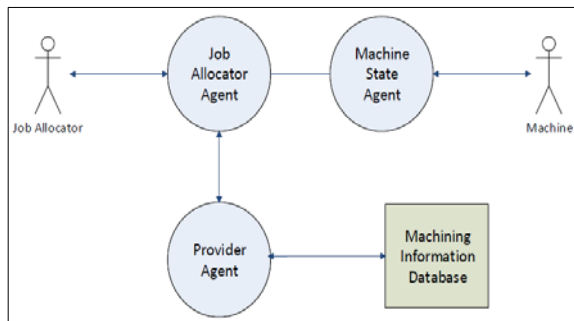 Job
Allocator
Agent
Machine
State
Agent
Job Allocator
Machine
Provider
Agent
Machining
Information
Database